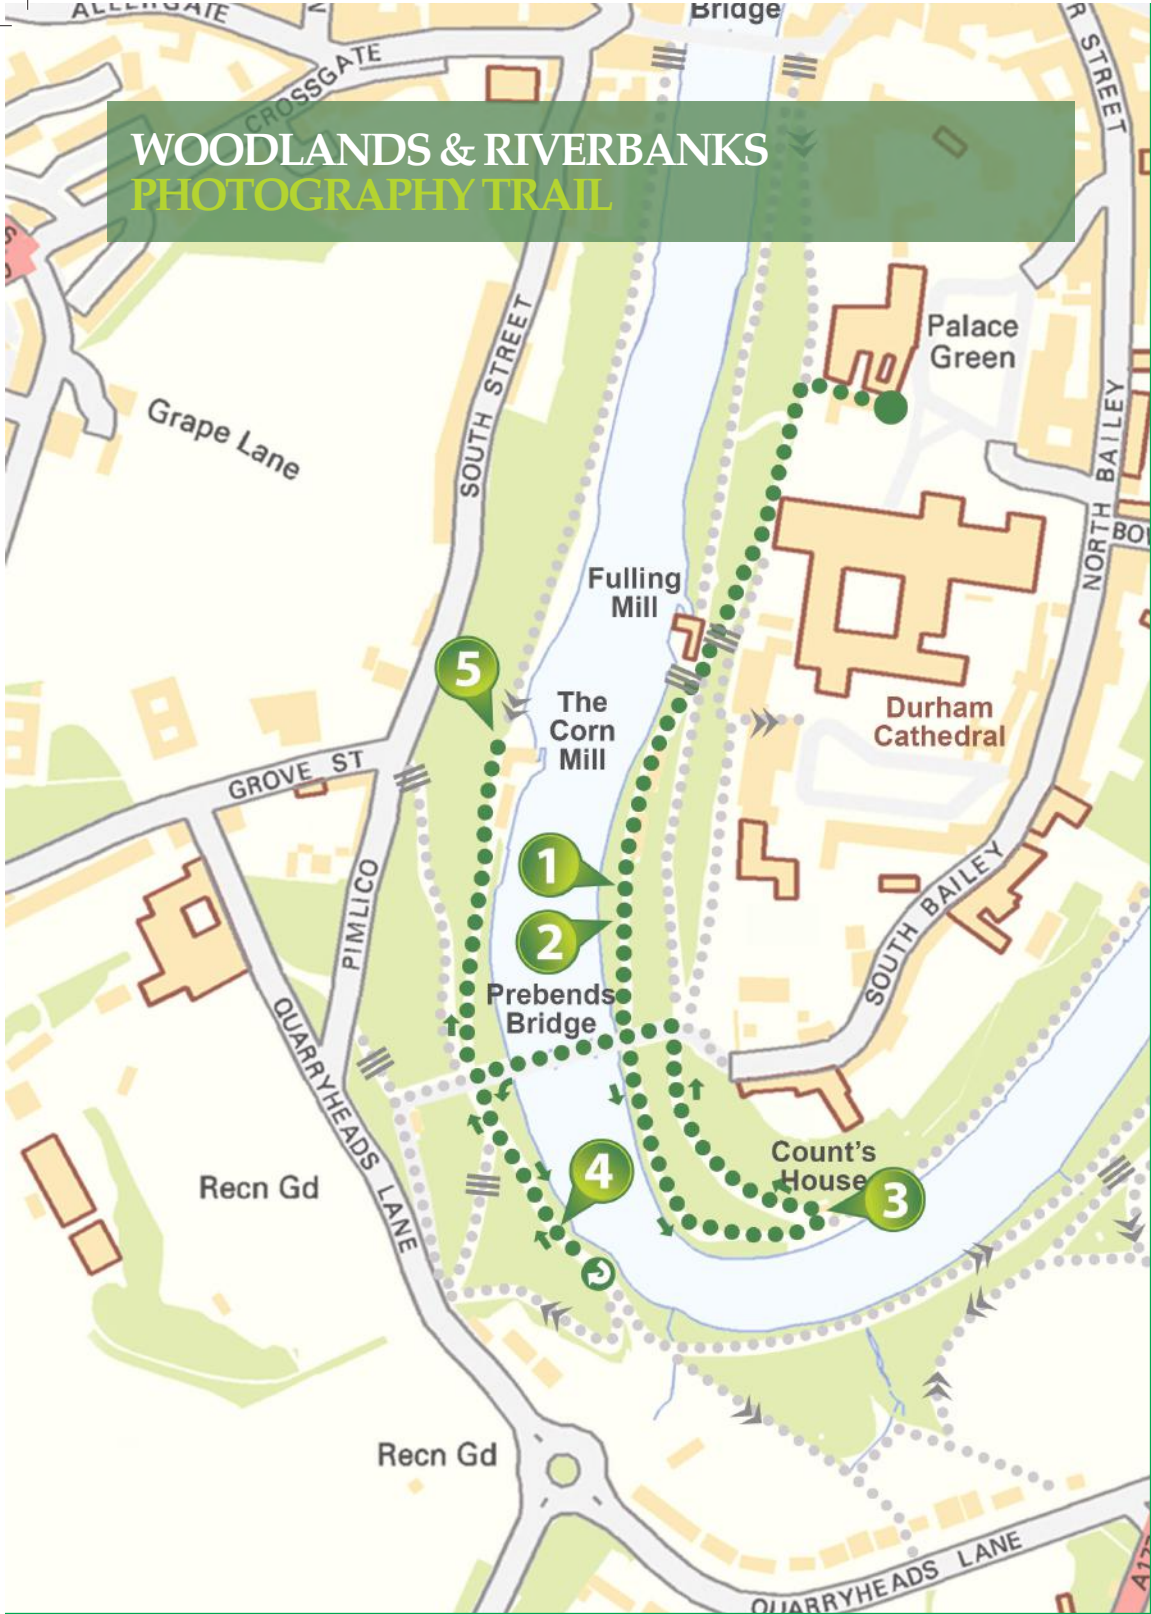 Bridge
CROSSGATE
WOODLANDS & RIVERBANKS
PHOTOGRAPHY TRAIL
SOUTH STREET
Palace
Green
Grape Lane
NORTH BAILEY
Fulling
Mill
5
The
Corn
Mill
Durham
Cathedral
GROVE ST
1
PIMLICO
2
SOUTH BAILEY
Prebends
Bridge
QUARRYHEADS LANE
Count's
House
4
3
Recn Gd
Recn Gd
QUARRYHEADS LANE
STREET